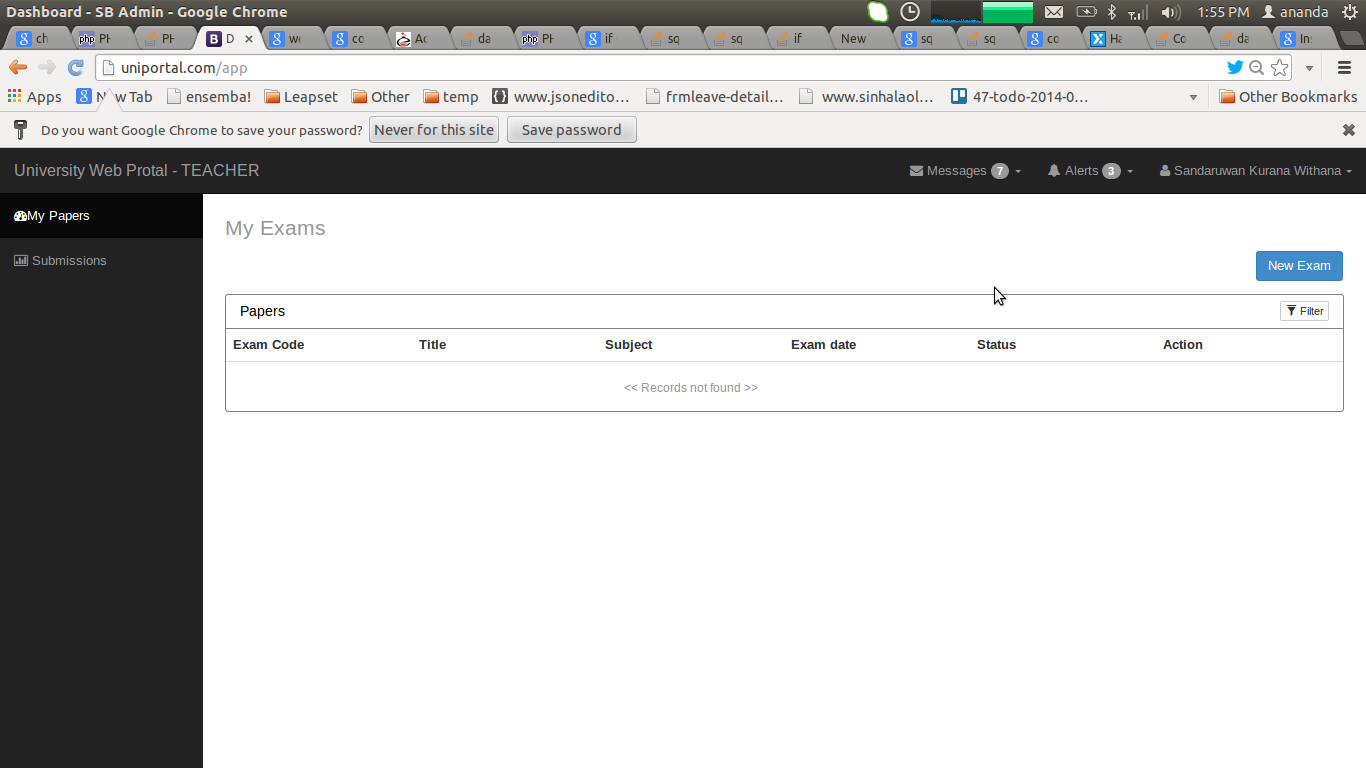 Dashboard - SB Admin - Google Chrome
1:55 PM ananda
ch
PH
PH
D
we
co
Ac
da
PH
if
sq
sq
if
New
sq
sq
co
Ha
Co
da
Ins
uniportal.com/app
Apps New Tab ensemba! Leapset Other temp www.jsonedito... frmleave-detail... www.sinhalaol... 47-todo-2014-0... Other Bookmarks
Do you want Google Chrome to save your password? Never for this site Save password
University Web Protal - TEACHER Messages 7 Alerts 3 Sandaruwan Kurana Withana
My Papers
Submissions
My Exams
New Exam
Papers Filter
Exam Code Title Subject Exam date Status Action
<< Records not found >>